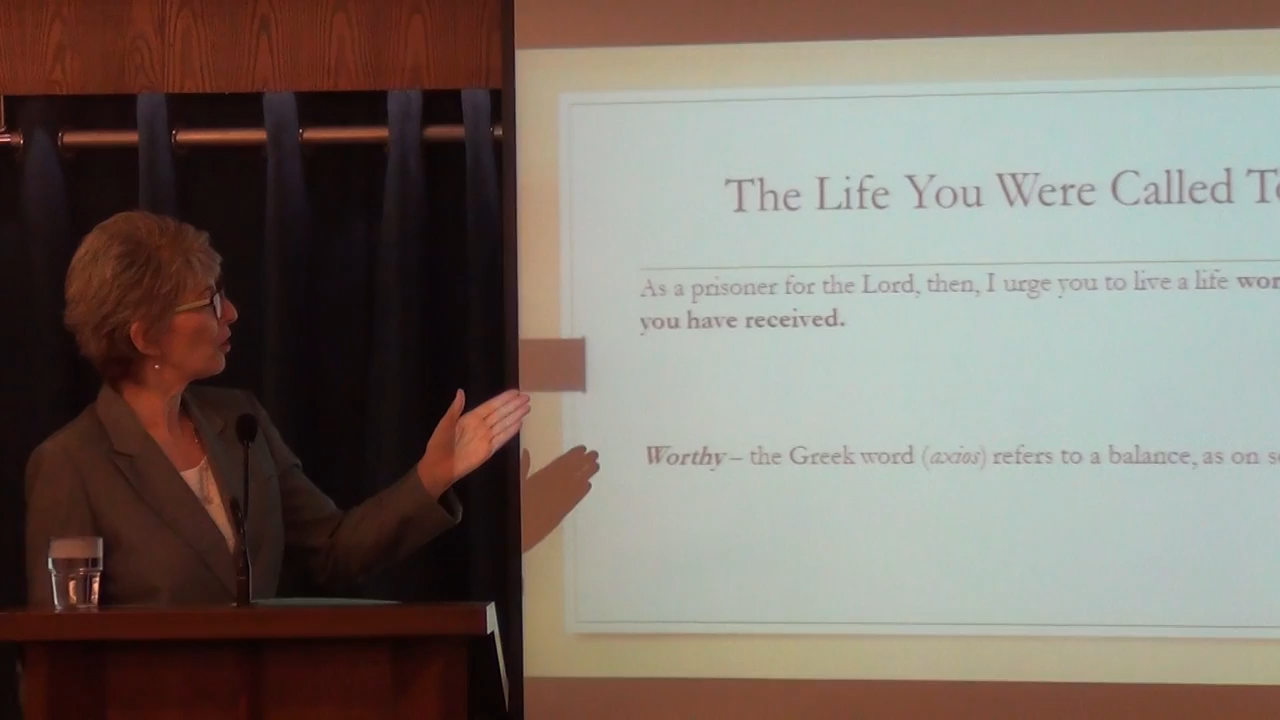 The Life You Were Called T
As a prisoner for the Lord, then, I urge you to live a life wor
you have received.
Worthy – the Greek word (axios) refers to a balance, as on s